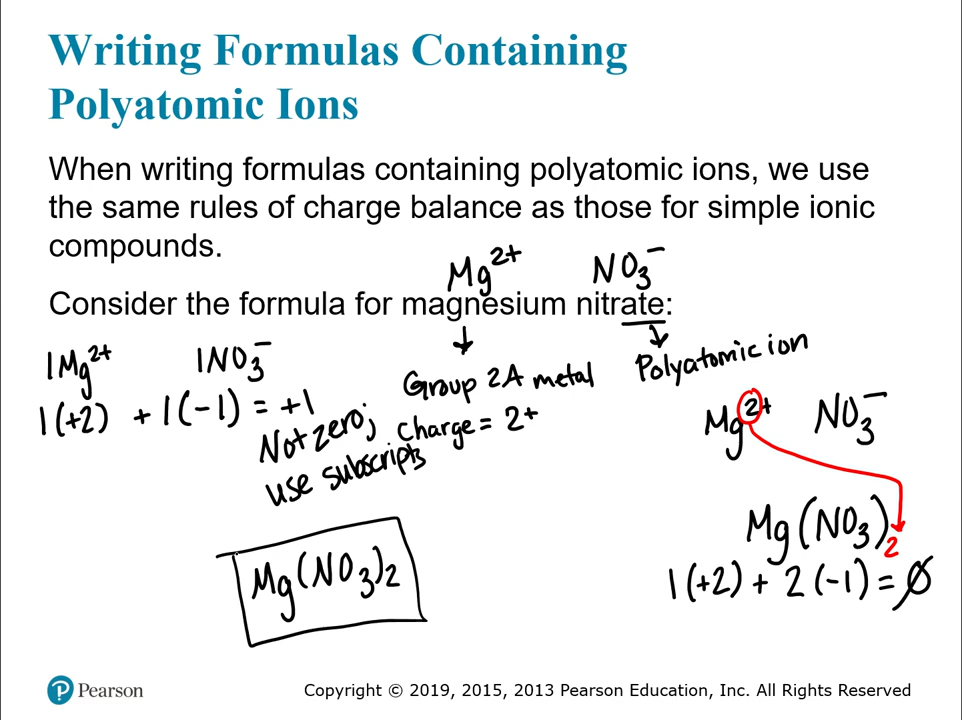 Writing Formulas Containing
Polyatomic Ions
When writing formulas containing polyatomic ions, we use
the same rules of charge balance as those for simple ionic
compounds.
Mg²⁺ NO₃⁻
Consider the formula for magnesium nitrate:
1Mg²⁺ 1NO₃⁻
1(+2) + 1(-1) = +1
Not zero;
use subscripts
Group 2A metal
charge = 2+
Polyatomic ion
Mg²⁺ NO₃⁻
Mg(NO₃)₂
1(+2) + 2(-1) = 0
Mg(NO₃)₂
Pearson
Copyright © 2019, 2015, 2013 Pearson Education, Inc. All Rights Reserved